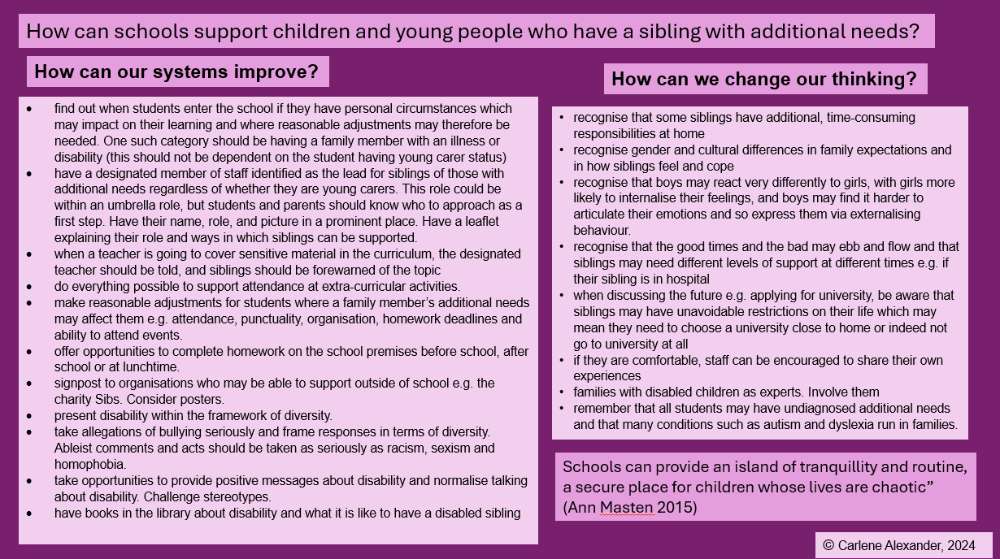 How can schools support children and young people who have a sibling with additional needs?
How can our systems improve?
• find out when students enter the school if they have personal circumstances which
may impact on their learning and where reasonable adjustments may therefore be
needed. One such category should be having a family member with an illness or
disability (this should not be dependent on the student having young carer status)
• have a designated member of staff identified as the lead for siblings of those with
additional needs regardless of whether they are young carers. This role could be
within an umbrella role, but students and parents should know who to approach as a
first step. Have their name, role, and picture in a prominent place. Have a leaflet
explaining their role and ways in which siblings can be supported.
• when a teacher is going to cover sensitive material in the curriculum, the designated
teacher should be told, and siblings should be forewarned of the topic
• do everything possible to support attendance at extra-curricular activities.
• make reasonable adjustments for students where a family member's additional needs
may affect them e.g. attendance, punctuality, organisation, homework deadlines and
ability to attend events.
• offer opportunities to complete homework on the school premises before school, after
school or at lunchtime.
• signpost to organisations who may be able to support outside of school e.g. the
charity Sibs. Consider posters.
• present disability within the framework of diversity.
• take allegations of bullying seriously and frame responses in terms of diversity.
Ableist comments and acts should be taken as seriously as racism, sexism and
homophobia.
• take opportunities to provide positive messages about disability and normalise talking
about disability. Challenge stereotypes.
• have books in the library about disability and what it is like to have a disabled sibling
How can we change our thinking?
• recognise that some siblings have additional, time-consuming
responsibilities at home
• recognise gender and cultural differences in family expectations and
in how siblings feel and cope
• recognise that boys may react very differently to girls, with girls more
likely to internalise their feelings, and boys may find it harder to
articulate their emotions and so express them via externalising
behaviour.
• recognise that the good times and the bad may ebb and flow and that
siblings may need different levels of support at different times e.g. if
their sibling is in hospital
• when discussing the future e.g. applying for university, be aware that
siblings may have unavoidable restrictions on their life which may
mean they need to choose a university close to home or indeed not
go to university at all
• if they are comfortable, staff can be encouraged to share their own
experiences
• families with disabled children as experts. Involve them
• remember that all students may have undiagnosed additional needs
and that many conditions such as autism and dyslexia run in families.
Schools can provide an island of tranquillity and routine,
a secure place for children whose lives are chaotic”
(Ann Masten 2015)
© Carlene Alexander, 2024